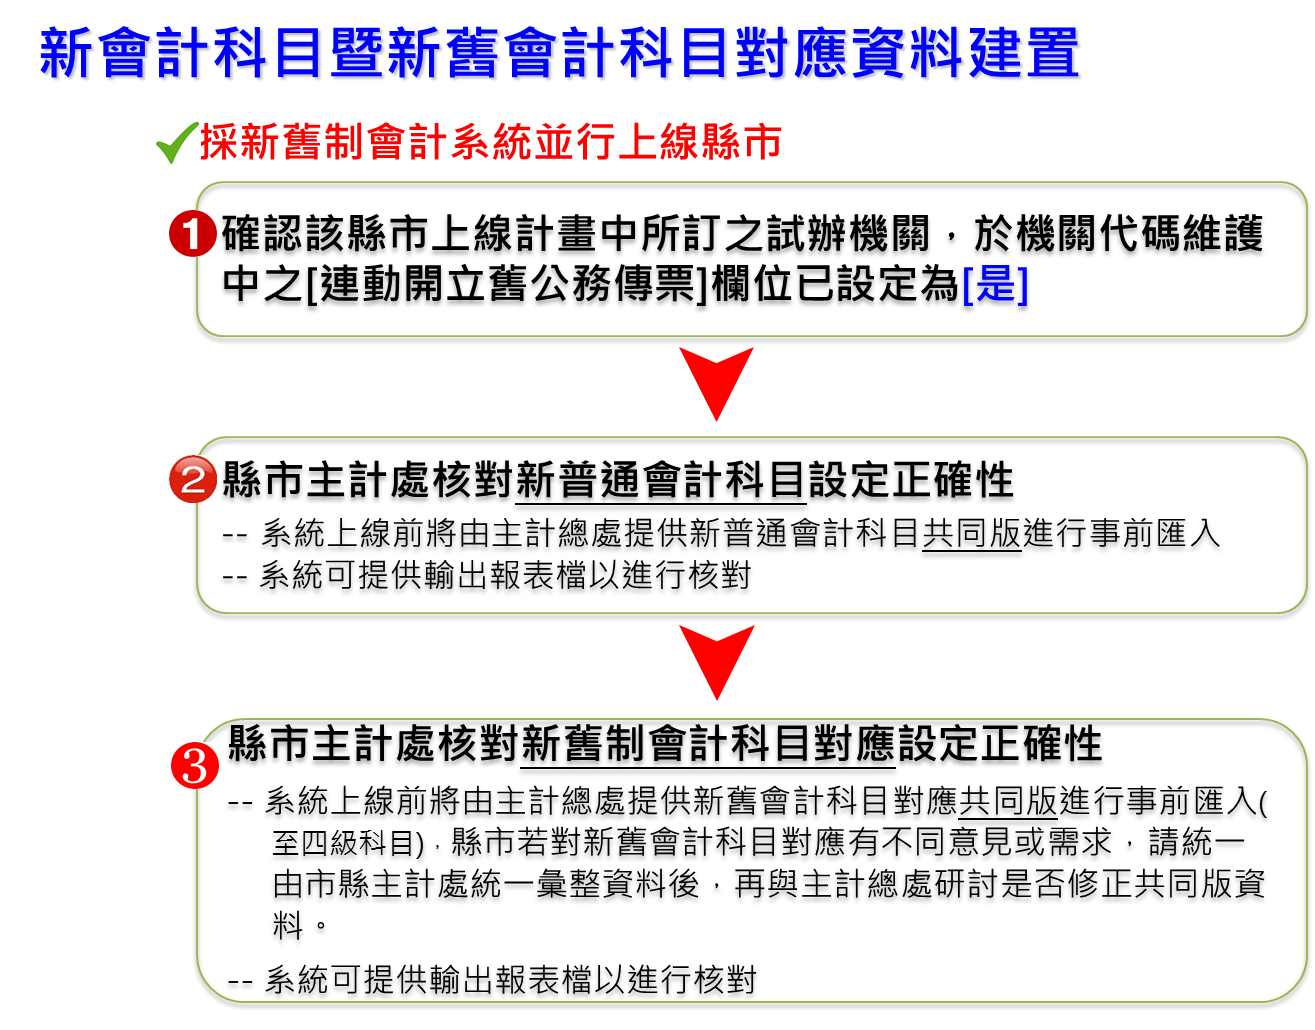 新會計科目暨新舊會計科目對應資料建置
採新舊制會計系統並行上線縣市
1 確認該縣市上線計畫中所訂之試辦機關，於機關代碼維護
中之[連動開立舊公務傳票]欄位已設定為[是]
2 縣市主計處核對新普通會計科目設定正確性
-- 系統上線前將由主計總處提供新普通會計科目共同版進行事前匯入
-- 系統可提供輸出報表檔以進行核對
3 縣市主計處核對新舊制會計科目對應設定正確性
-- 系統上線前將由主計總處提供新舊會計科目對應共同版進行事前匯入(
至四級科目)，縣市若對新舊會計科目對應有不同意見或需求，請統一
由市縣主計處統一彙整資料後，再與主計總處研討是否修正共同版資
料。
-- 系統可提供輸出報表檔以進行核對